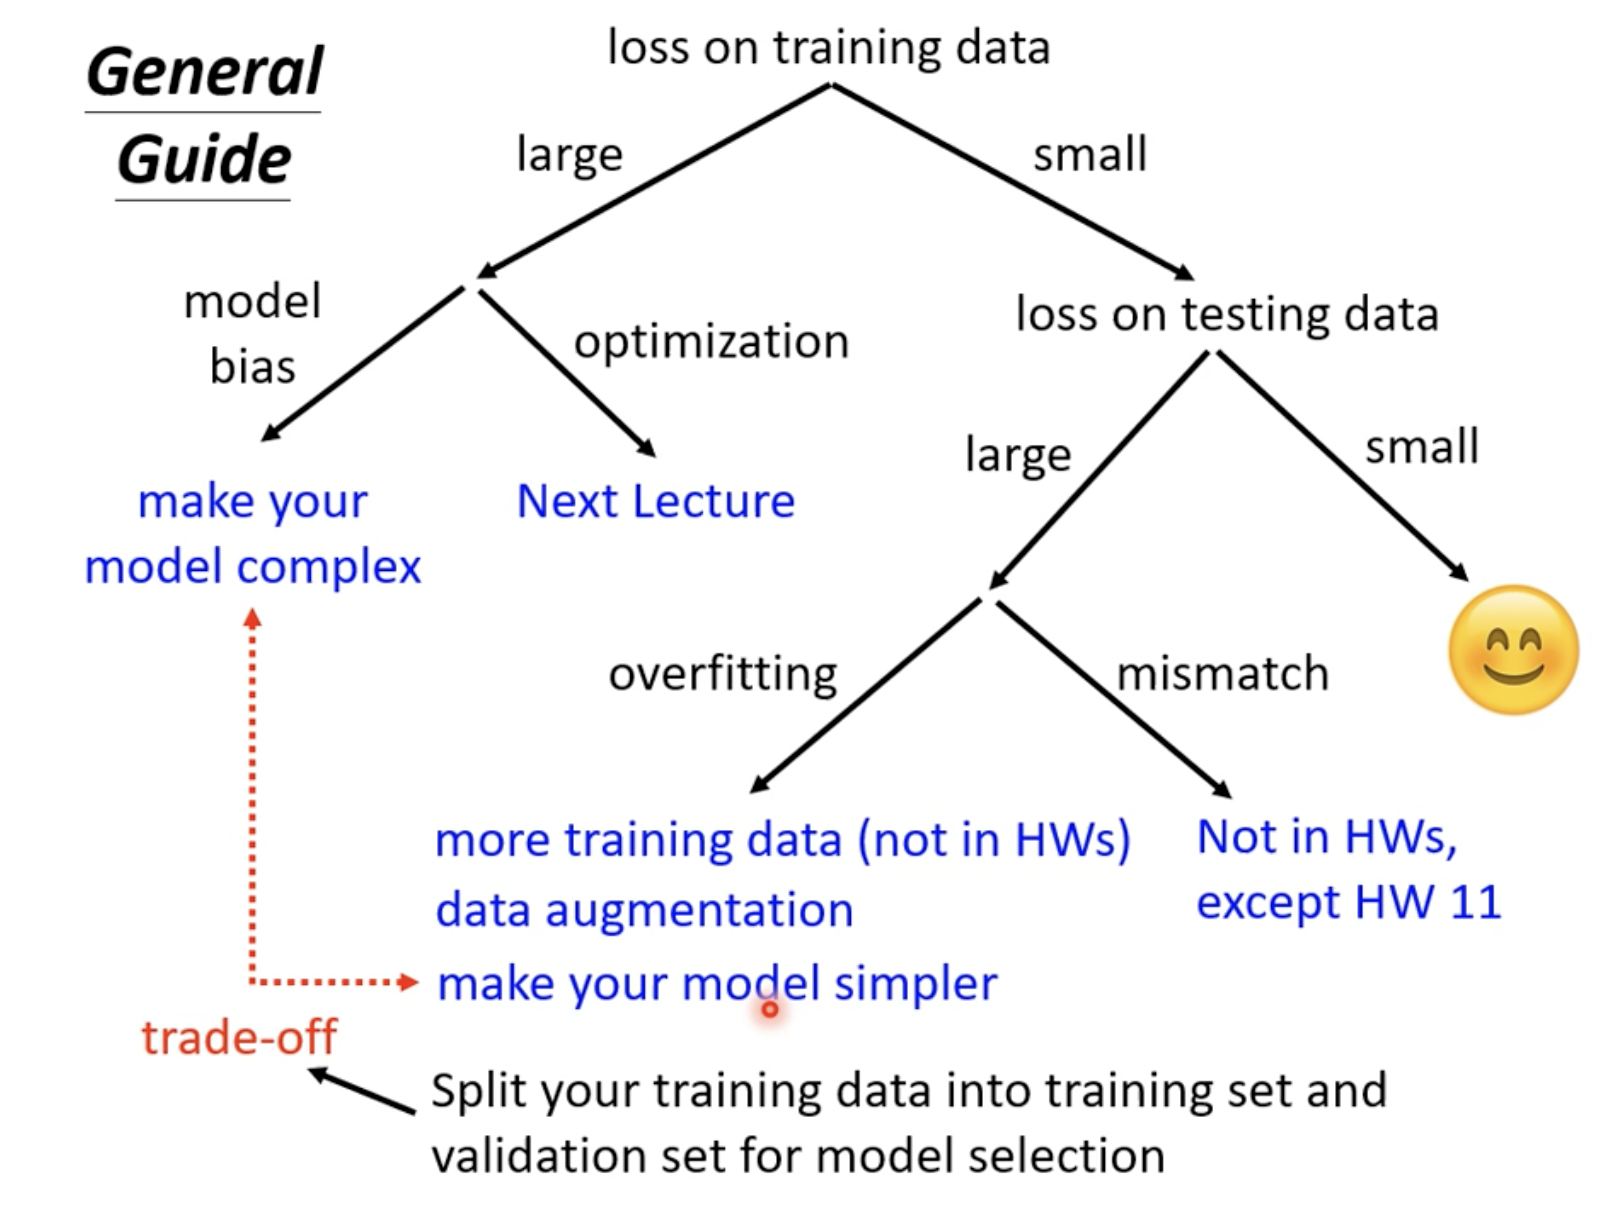 General
Guide
loss on training data
large
small
model
bias
optimization
loss on testing data
make your
model complex
Next Lecture
large
small
overfitting
mismatch
more training data (not in HWs)
data augmentation
make your model simpler
Not in HWs,
except HW 11
trade-off
Split your training data into training set and
validation set for model selection